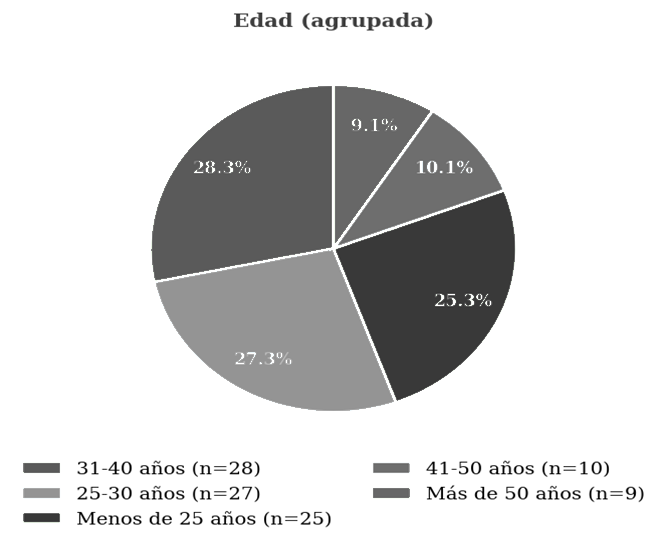 Edad (agrupada)
9.1%
28.3%
10.1%
25.3%
27.3%
31-40 años (n=28)
25-30 años (n=27)
Menos de 25 años (n=25)
41-50 años (n=10)
Más de 50 años (n=9)